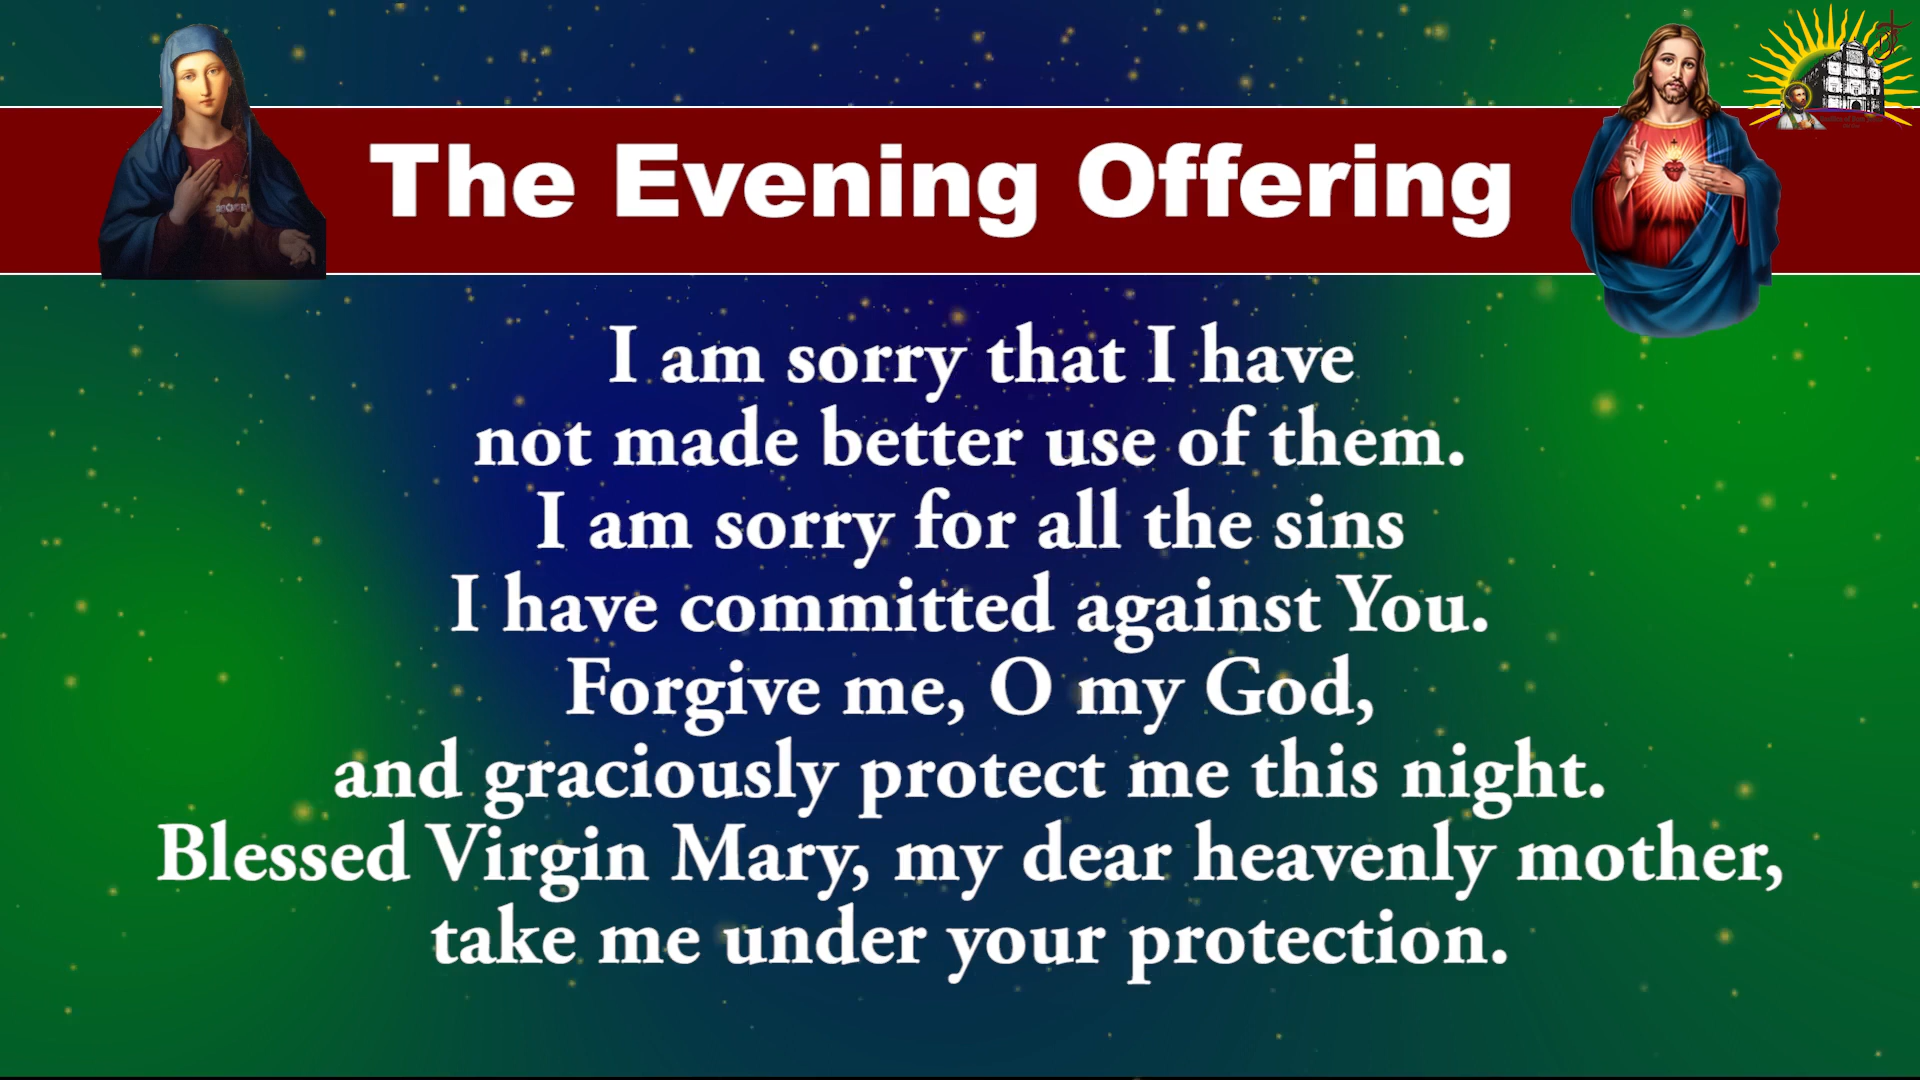 The Evening Offering
I am sorry that I have
not made better use of them.
I am sorry for all the sins
I have committed against You.
Forgive me, O my God,
and graciously protect me this night.
Blessed Virgin Mary, my dear heavenly mother,
take me under your protection.